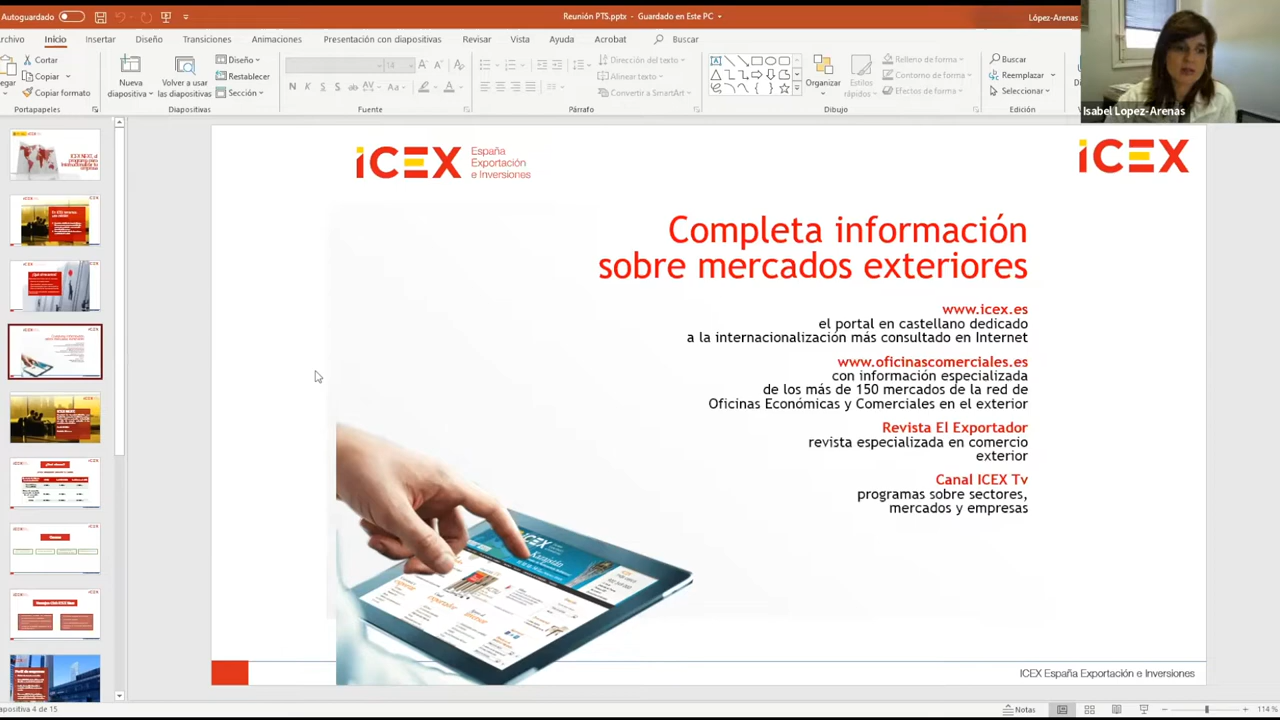 Autoguardado
Reunión PTS.pptx - Guardado en Este PC
López-Arenas
Archivo Inicio Insertar Diseño Transiciones Animaciones Presentación con diapositivas Revisar Vista Ayuda Acrobat Buscar
Cortar
Copiar
Copiar formato
Portapapeles
Nueva diapositiva
Volver a usar las diapositivas
Diseño
Restablecer
Sección
Diapositivas
14
N K S
Fuente
Dirección del texto
Alinear texto
Convertir a SmartArt
Párrafo
Organizar
Estilos rápidos
Relleno de forma
Contorno de forma
Efectos de forma
Dibujo
Buscar
Reemplazar
Seleccionar
Edición
Isabel Lopez-Arenas
iCEX España
Exportación
e Inversiones
iCEX
Completa información
sobre mercados exteriores
www.icex.es
el portal en castellano dedicado
a la internacionalización más consultado en Internet
www.oficinascomerciales.es
con información especializada
de los más de 150 mercados de la red de
Oficinas Económicas y Comerciales en el exterior
Revista El Exportador
revista especializada en comercio
exterior
Canal ICEX Tv
programas sobre sectores,
mercados y empresas
ICEX España Exportación e Inversiones
apositiva 4 de 15
Notas
114 %